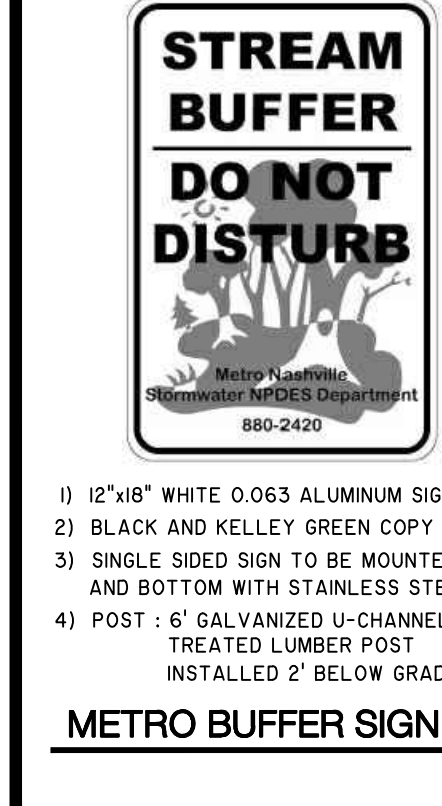 STREAM
BUFFER
DO NOT
DISTURB
Metro Nashville
Stormwater NPDES Department
880-2420
1) 12"x18" WHITE 0.063 ALUMINUM SIG
2) BLACK AND KELLEY GREEN COPY
3) SINGLE SIDED SIGN TO BE MOUNTE
AND BOTTOM WITH STAINLESS STE
4) POST : 6' GALVANIZED U-CHANNEL
TREATED LUMBER POST
INSTALLED 2' BELOW GRAD
METRO BUFFER SIGN